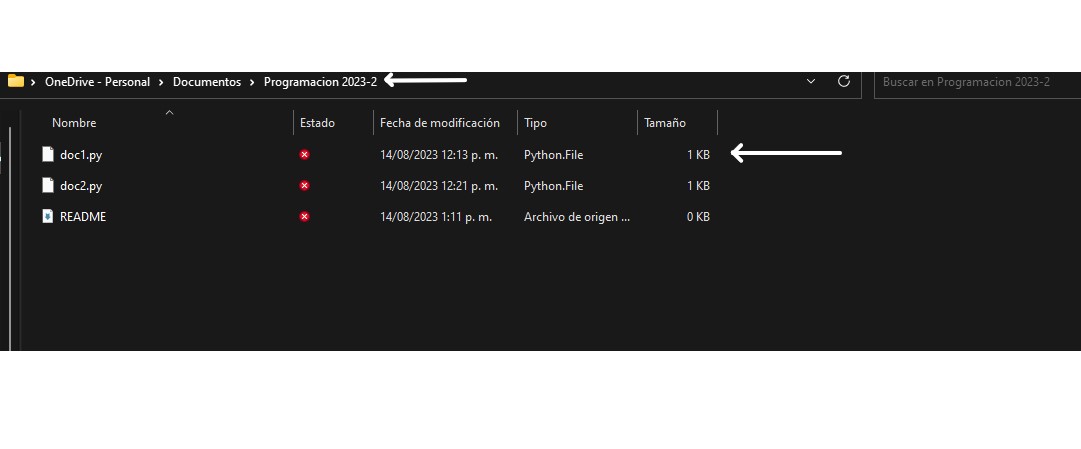 OneDrive - Personal > Documentos > Programacion 2023-2 Buscar en Programacion 2023-2
Nombre Estado Fecha de modificación Tipo Tamaño
doc1.py 14/08/2023 12:13 p. m. Python.File 1 KB
doc2.py 14/08/2023 12:21 p. m. Python.File 1 KB
README 14/08/2023 1:11 p. m. Archivo de origen ... 0 KB